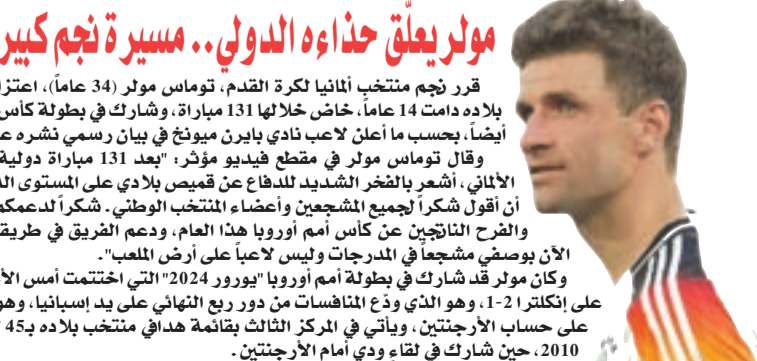 مولر يعلّق حذاءه الدولي.. مسيرة نجم كبير
قرر نجم منتخب ألمانيا لكرة القدم، توماس مولر (34 عاماً)، اعتزا
بلاده دامت 14 عاماً، خاض خلالها 131 مباراة، وشارك في بطولة كأس
أيضاً، بحسب ما أعلن لاعب نادي بايرن ميونخ في بيان رسمي نشره ع
وقال توماس مولر في مقطع فيديو مؤثر: "بعد 131 مباراة دولية
الألماني، أشعر بالفخر الشديد للدفاع عن قميص بلادي على المستوى الد
أن أقول شكراً لجميع المشجعين وأعضاء المنتخب الوطني. شكراً لدعمكم
والفرح الناتجين عن كأس أمم أوروبا هذا العام، ودعم الفريق في طريقه
الآن بوصفي مشجعاً في المدرجات وليس لاعباً على أرض الملعب".
وكان مولر قد شارك في بطولة أمم أوروبا "يورور 2024" التي اختتمت أمس الأ
على إنكلترا 2-1، وهو الذي ودّع المنافسات من دور ربع النهائي على يد إسبانيا، وهو
على حساب الأرجنتين، ويأتي في المركز الثالث بقائمة هدافي منتخب بلاده بـ45
2010، حين شارك في لقاءٍ ودي أمام الأرجنتين.